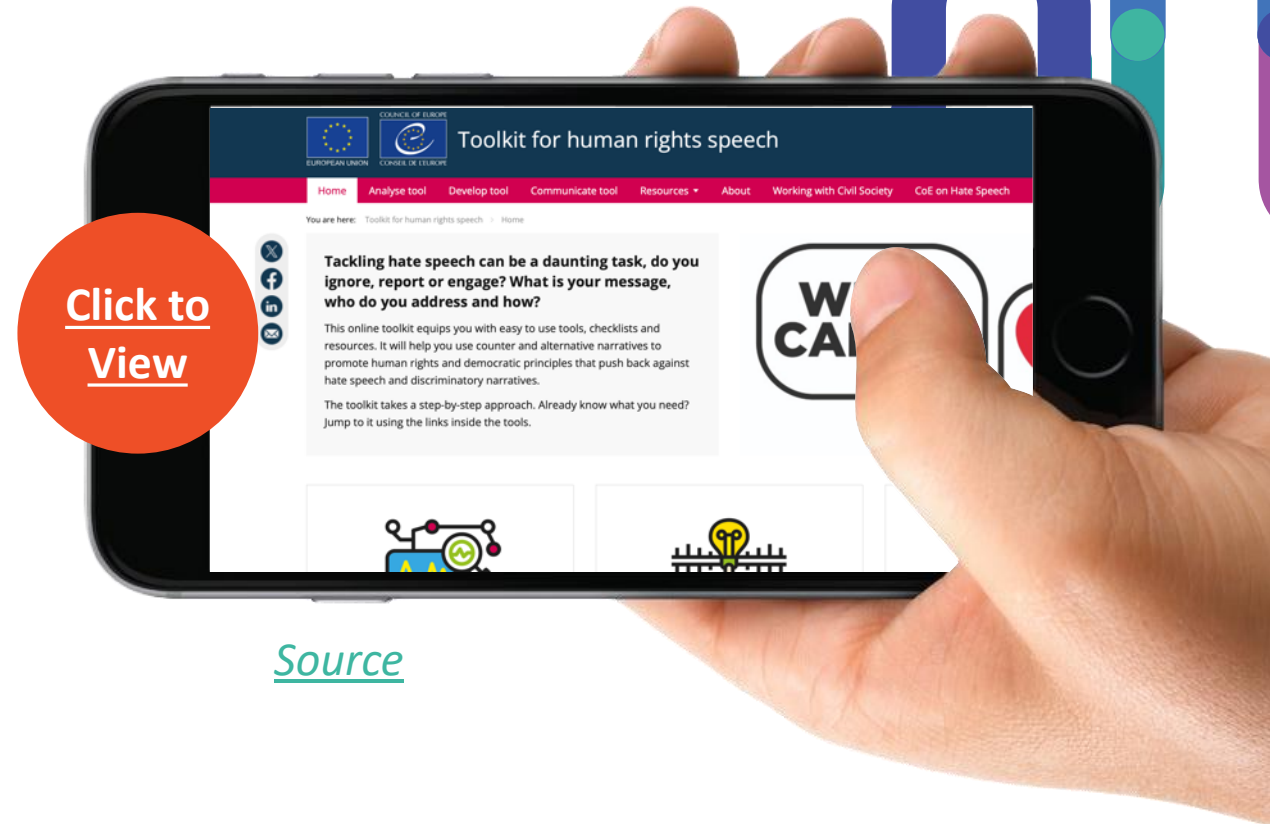 COUNCIL OF EUROPE
EUROPEAN UNION
CONSEIL DE L'EUROPE
Toolkit for human rights speech
Home Analyse tool Develop tool Communicate tool Resources About Working with Civil Society CoE on Hate Speech
You are here: Toolkit for human rights speech > Home
Tackling hate speech can be a daunting task, do you
ignore, report or engage? What is your message,
who do you address and how?
This online toolkit equips you with easy to use tools, checklists and
resources. It will help you use counter and alternative narratives to
promote human rights and democratic principles that push back against
hate speech and discriminatory narratives.
The toolkit takes a step-by-step approach. Already know what you need?
Jump to it using the links inside the tools.
Click to
View
Source